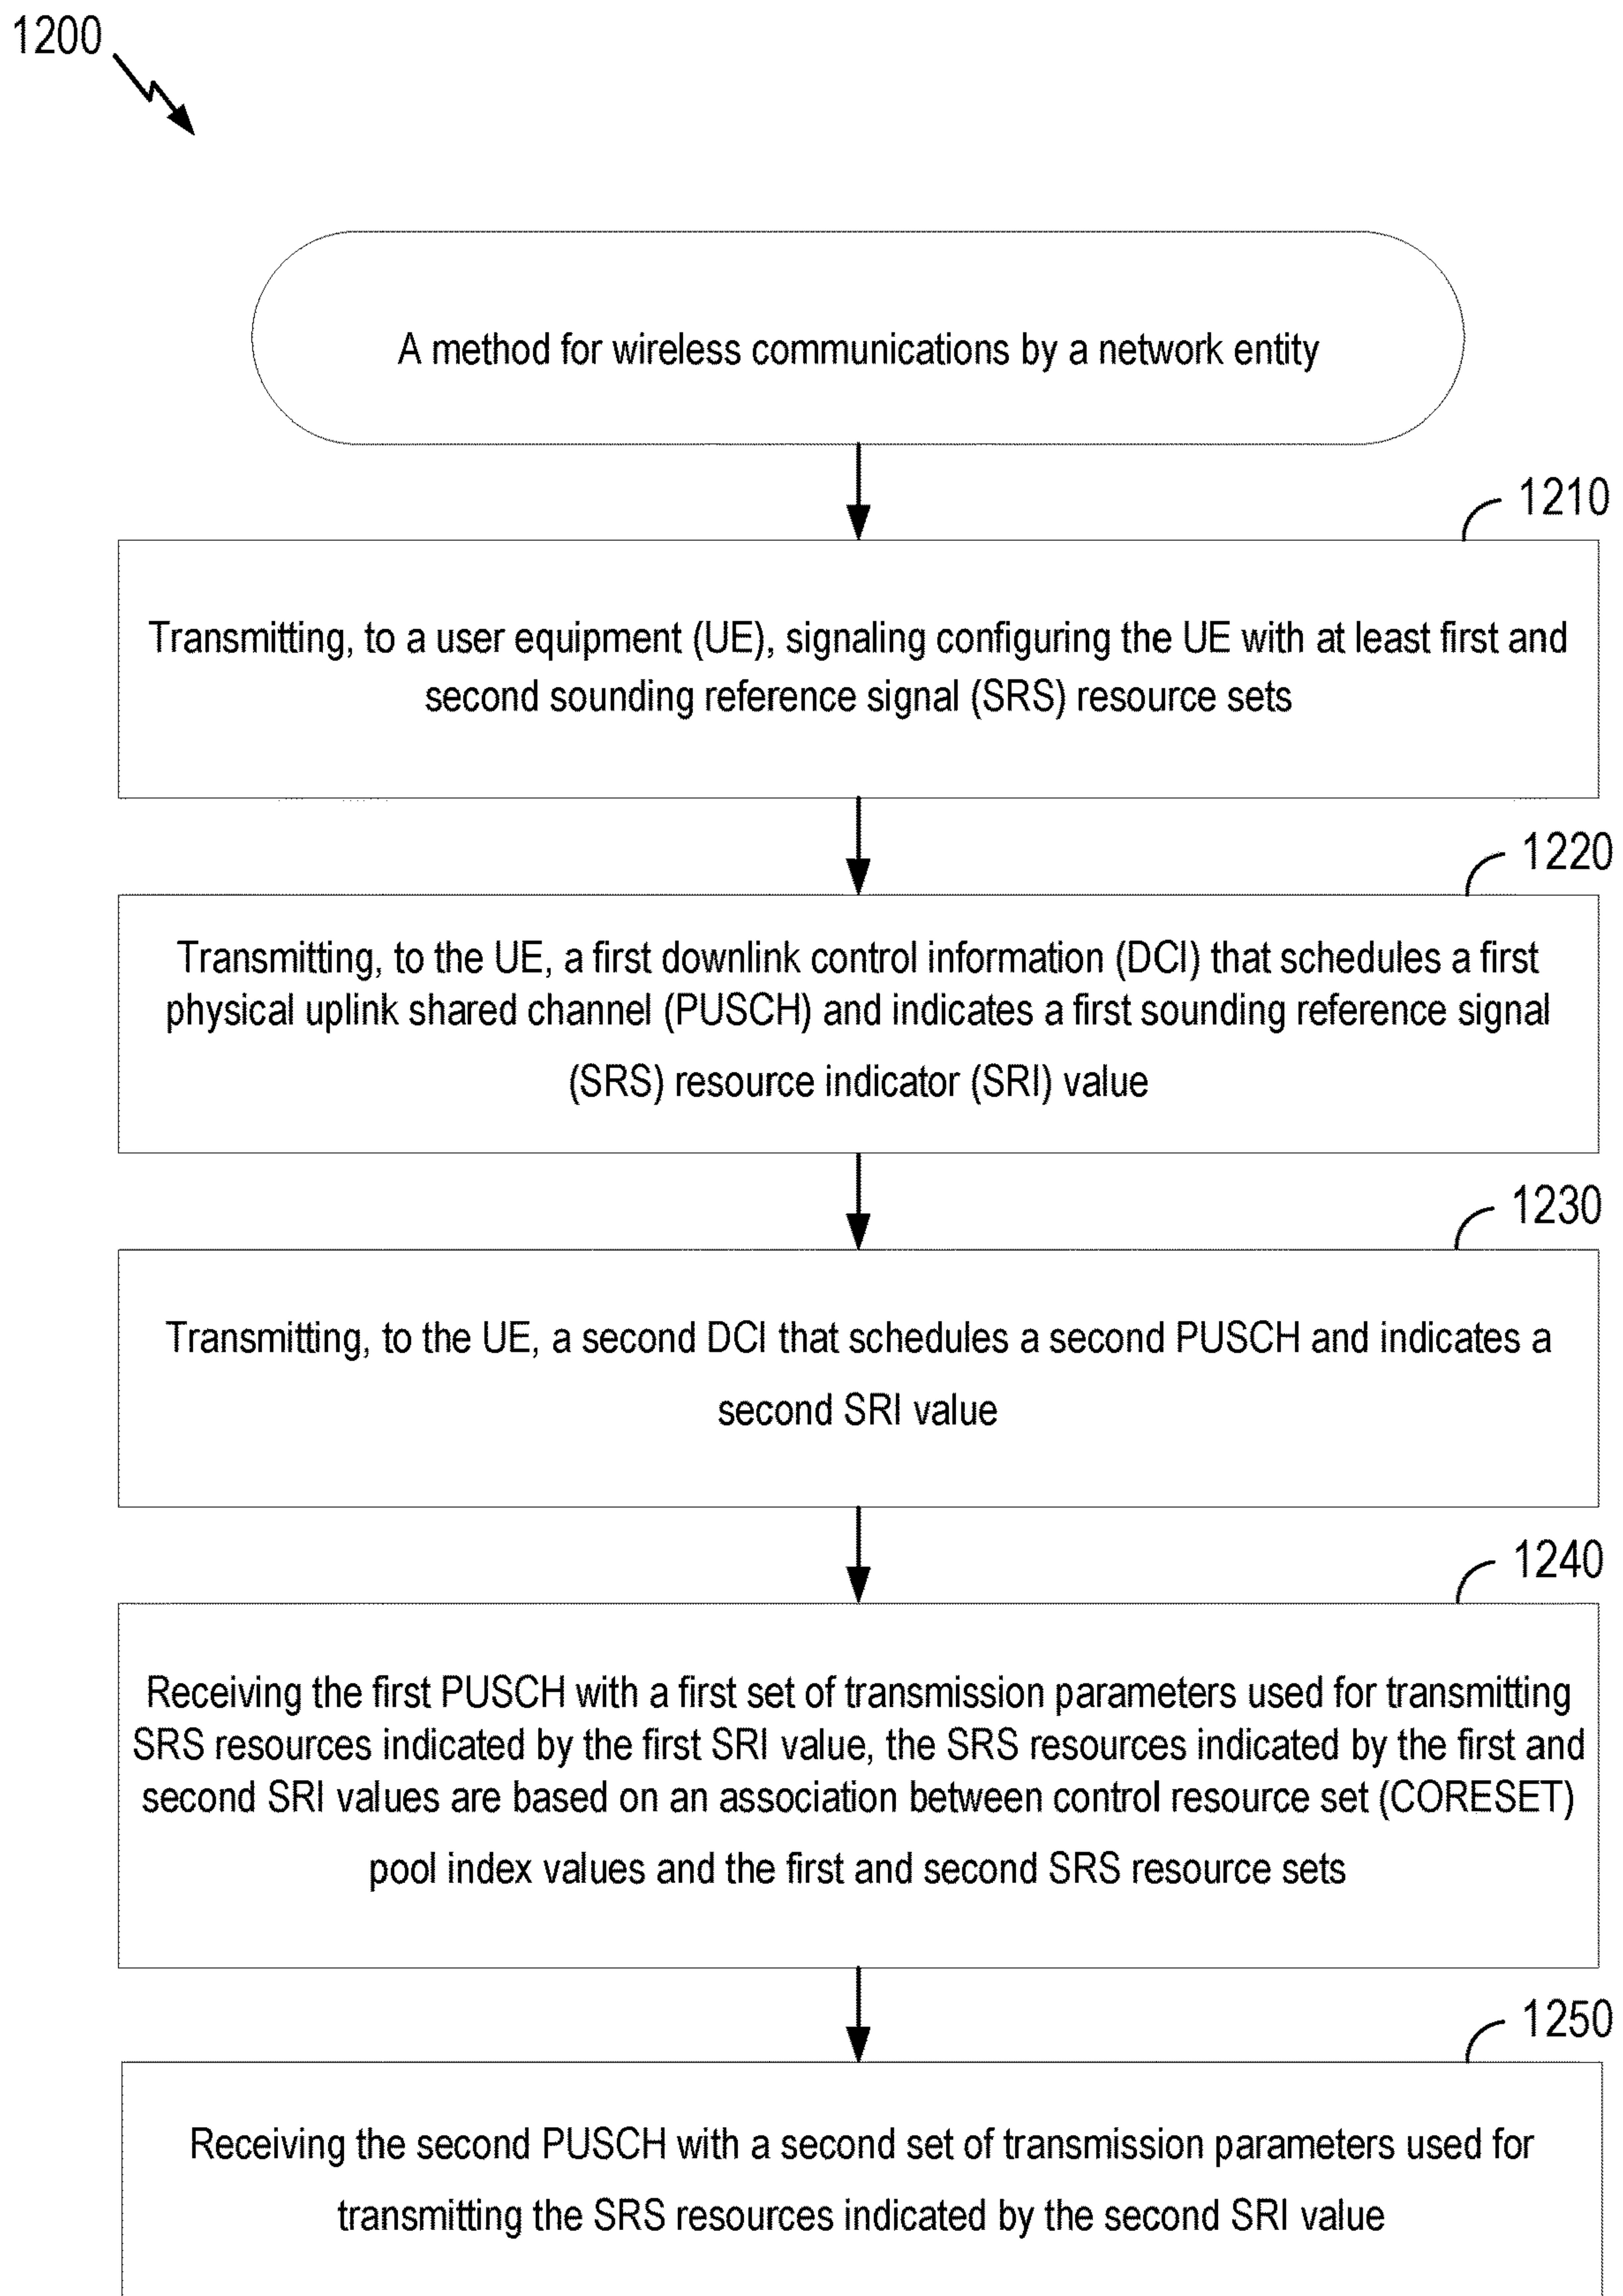 1200
A method for wireless communications by a network entity
1210
Transmitting, to a user equipment (UE), signaling configuring the UE with at least first and
second sounding reference signal (SRS) resource sets
1220
Transmitting, to the UE, a first downlink control information (DCI) that schedules a first
physical uplink shared channel (PUSCH) and indicates a first sounding reference signal
(SRS) resource indicator (SRI) value
1230
Transmitting, to the UE, a second DCI that schedules a second PUSCH and indicates a
second SRI value
1240
Receiving the first PUSCH with a first set of transmission parameters used for transmitting
SRS resources indicated by the first SRI value, the SRS resources indicated by the first and
second SRI values are based on an association between control resource set (CORESET)
pool index values and the first and second SRS resource sets
1250
Receiving the second PUSCH with a second set of transmission parameters used for
transmitting the SRS resources indicated by the second SRI value